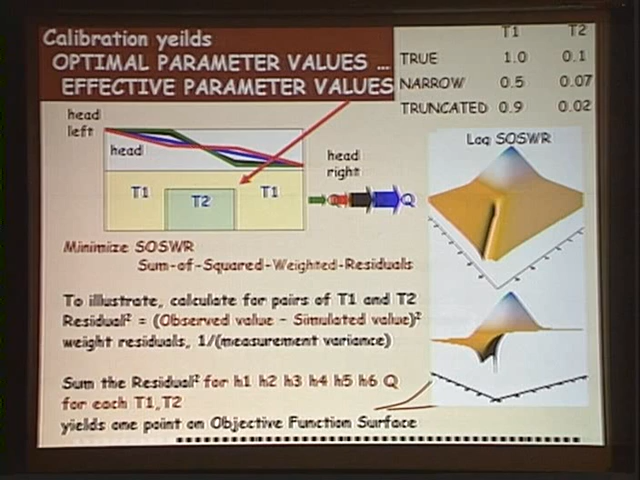 Calibration yeilds
OPTIMAL PARAMETER VALUES ...
EFFECTIVE PARAMETER VALUES
T1 T2
TRUE 1.0 0.1
NARROW 0.5 0.07
TRUNCATED 0.9 0.02
head
left
head
head
right
T1
T2
T1
Q
Log SOSWR
Minimize SOSWR
Sum-of-Squared-Weighted-Residuals
To illustrate, calculate for pairs of T1 and T2
Residual² = (Observed value - Simulated value)²
weight residuals, 1/(measurement variance)
Sum the Residual² for h1 h2 h3 h4 h5 h6 Q
for each T1,T2
yields one point on Objective Function Surface